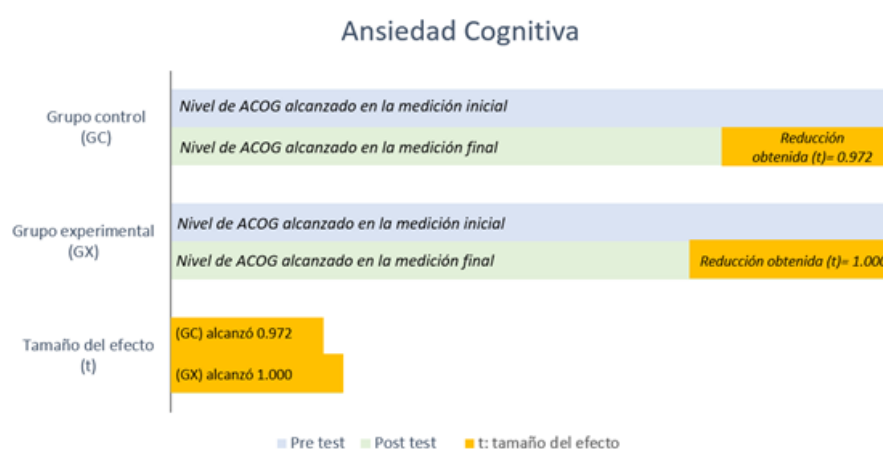 Ansiedad Cognitiva
Grupo control
(GC)
Nivel de ACOG alcanzado en la medición inicial
Nivel de ACOG alcanzado en la medición final
Reducción
obtenida (t)= 0.972
Grupo experimental
(GX)
Nivel de ACOG alcanzado en la medición inicial
Nivel de ACOG alcanzado en la medición final
Reducción obtenida (t)= 1.000
Tamaño del efecto
(t)
(GC) alcanzó 0.972
(GX) alcanzó 1.000
Pre test
Post test
t: tamaño del efecto